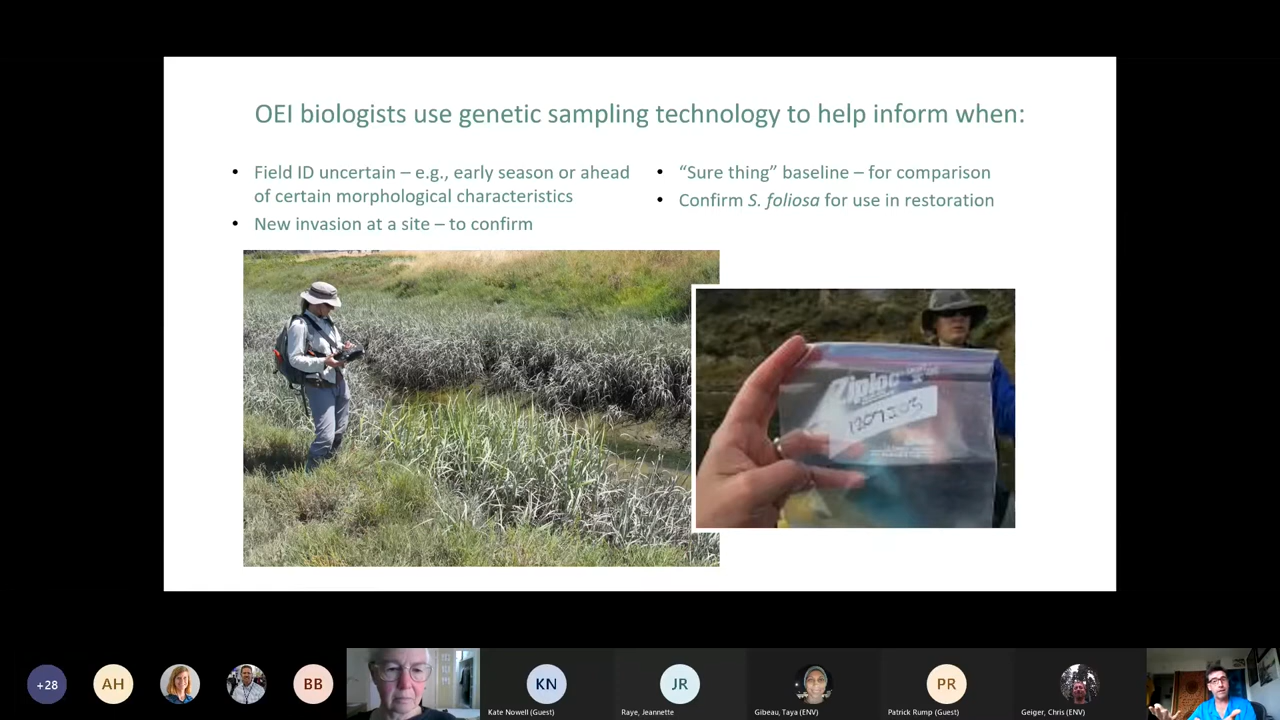 OEI biologists use genetic sampling technology to help inform when:
• Field ID uncertain – e.g., early season or ahead
of certain morphological characteristics
• New invasion at a site – to confirm
• “Sure thing” baseline – for comparison
• Confirm S. foliosa for use in restoration
Ziploc
1207203
+28
AH
BB
KN
Kate Nowell (Guest)
JR
Raye, Jeannette
Gibeau, Taya (ENV)
PR
Patrick Rump (Guest)
Geiger, Chris (ENV)